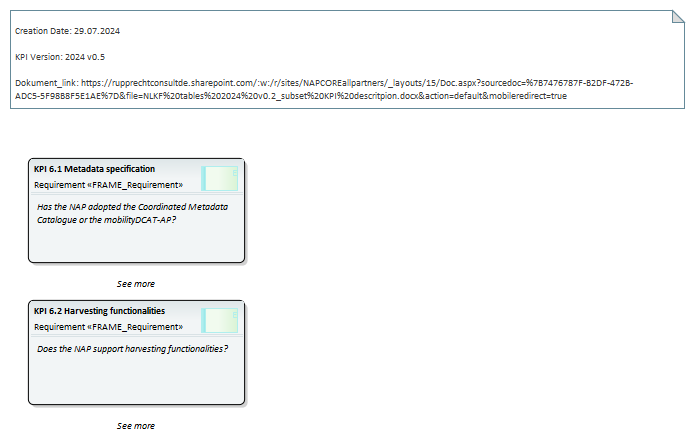 Creation Date: 29.07.2024
KPI Version: 2024 v0.5
Dokument_link: https://rupprechtconsultde.sharepoint.com/:w:/r/sites/NAPCOREallpartners/_layouts/15/Doc.aspx?sourcedoc=%7B7476787F-B2DF-472B-
ADC5-5F98B8F5E1AE%7D&file=NLKF%20tables%202024%20v0.2_subset%20KPI%20descritpion.docx&action=default&mobileredirect=true
KPI 6.1 Metadata specification
Requirement «FRAME_Requirement»
Has the NAP adopted the Coordinated Metadata
Catalogue or the mobilityDCAT-AP?
See more
KPI 6.2 Harvesting functionalities
Requirement «FRAME_Requirement»
Does the NAP support harvesting functionalities?
See more